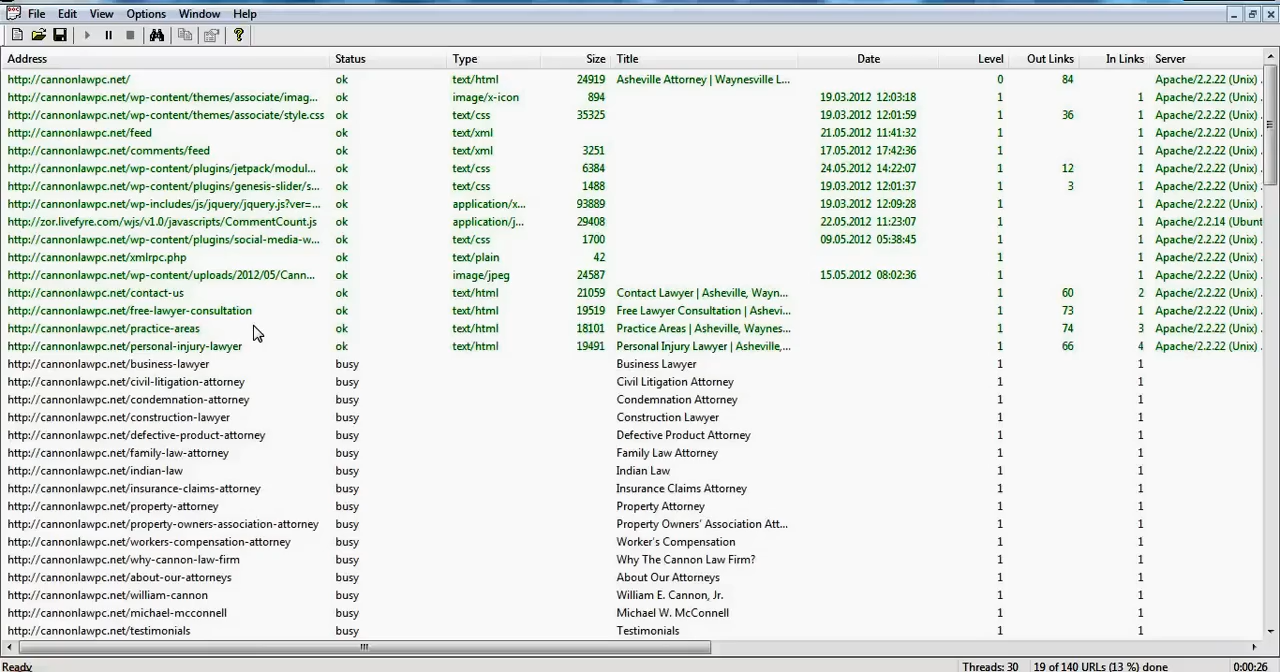 File Edit View Options Window Help
Address Status Type Size Title Date Level Out Links In Links Server
http://cannonlawpc.net/ ok text/html 24919 Asheville Attorney | Waynesville L... 0 84 Apache/2.2.22 (Unix) .
http://cannonlawpc.net/wp-content/themes/associate/imag... ok image/x-icon 894 19.03.2012 12:03:18 1 1 Apache/2.2.22 (Unix) .
http://cannonlawpc.net/wp-content/themes/associate/style.css ok text/css 35325 19.03.2012 12:01:59 1 36 1 Apache/2.2.22 (Unix) .
http://cannonlawpc.net/feed ok text/xml 21.05.2012 11:41:32 1 1 Apache/2.2.22 (Unix) .
http://cannonlawpc.net/comments/feed ok text/xml 3251 17.05.2012 17:42:36 1 1 Apache/2.2.22 (Unix) .
http://cannonlawpc.net/wp-content/plugins/jetpack/modul... ok text/css 6384 24.05.2012 14:22:07 1 12 1 Apache/2.2.22 (Unix) .
http://cannonlawpc.net/wp-content/plugins/genesis-slider/s... ok text/css 1488 19.03.2012 12:01:37 1 3 1 Apache/2.2.22 (Unix) .
http://cannonlawpc.net/wp-includes/js/jquery/jquery.js?ver=... ok application/x... 93889 19.03.2012 12:09:28 1 1 Apache/2.2.22 (Unix) .
http://zor.livefyre.com/wjs/v1.0/javascripts/CommentCount.js ok application/j... 29408 22.05.2012 11:23:07 1 1 Apache/2.2.14 (Ubunt
http://cannonlawpc.net/wp-content/plugins/social-media-w... ok text/css 1700 09.05.2012 05:38:45 1 1 Apache/2.2.22 (Unix) .
http://cannonlawpc.net/xmlrpc.php ok text/plain 42 1 1 Apache/2.2.22 (Unix) .
http://cannonlawpc.net/wp-content/uploads/2012/05/Cann... ok image/jpeg 24587 15.05.2012 08:02:36 1 1 Apache/2.2.22 (Unix) .
http://cannonlawpc.net/contact-us ok text/html 21059 Contact Lawyer | Asheville, Wayn... 1 60 2 Apache/2.2.22 (Unix) .
http://cannonlawpc.net/free-lawyer-consultation ok text/html 19519 Free Lawyer Consultation | Ashevi... 1 73 1 Apache/2.2.22 (Unix) .
http://cannonlawpc.net/practice-areas ok text/html 18101 Practice Areas | Asheville, Waynes... 1 74 3 Apache/2.2.22 (Unix) .
http://cannonlawpc.net/personal-injury-lawyer ok text/html 19491 Personal Injury Lawyer | Asheville,... 1 66 4 Apache/2.2.22 (Unix) .
http://cannonlawpc.net/business-lawyer busy Business Lawyer 1 1
http://cannonlawpc.net/civil-litigation-attorney busy Civil Litigation Attorney 1 1
http://cannonlawpc.net/condemnation-attorney busy Condemnation Attorney 1 1
http://cannonlawpc.net/construction-lawyer busy Construction Lawyer 1 1
http://cannonlawpc.net/defective-product-attorney busy Defective Product Attorney 1 1
http://cannonlawpc.net/family-law-attorney busy Family Law Attorney 1 1
http://cannonlawpc.net/indian-law busy Indian Law 1 1
http://cannonlawpc.net/insurance-claims-attorney busy Insurance Claims Attorney 1 1
http://cannonlawpc.net/property-attorney busy Property Attorney 1 1
http://cannonlawpc.net/property-owners-association-attorney busy Property Owners' Association Att... 1 1
http://cannonlawpc.net/workers-compensation-attorney busy Worker's Compensation 1 1
http://cannonlawpc.net/why-cannon-law-firm busy Why The Cannon Law Firm? 1 1
http://cannonlawpc.net/about-our-attorneys busy About Our Attorneys 1 1
http://cannonlawpc.net/william-cannon busy William E. Cannon, Jr. 1 1
http://cannonlawpc.net/michael-mcconnell busy Michael W. McConnell 1 1
http://cannonlawpc.net/testimonials busy Testimonials 1 1
Ready Threads: 30 19 of 140 URLs (13 %) done 0:00:26